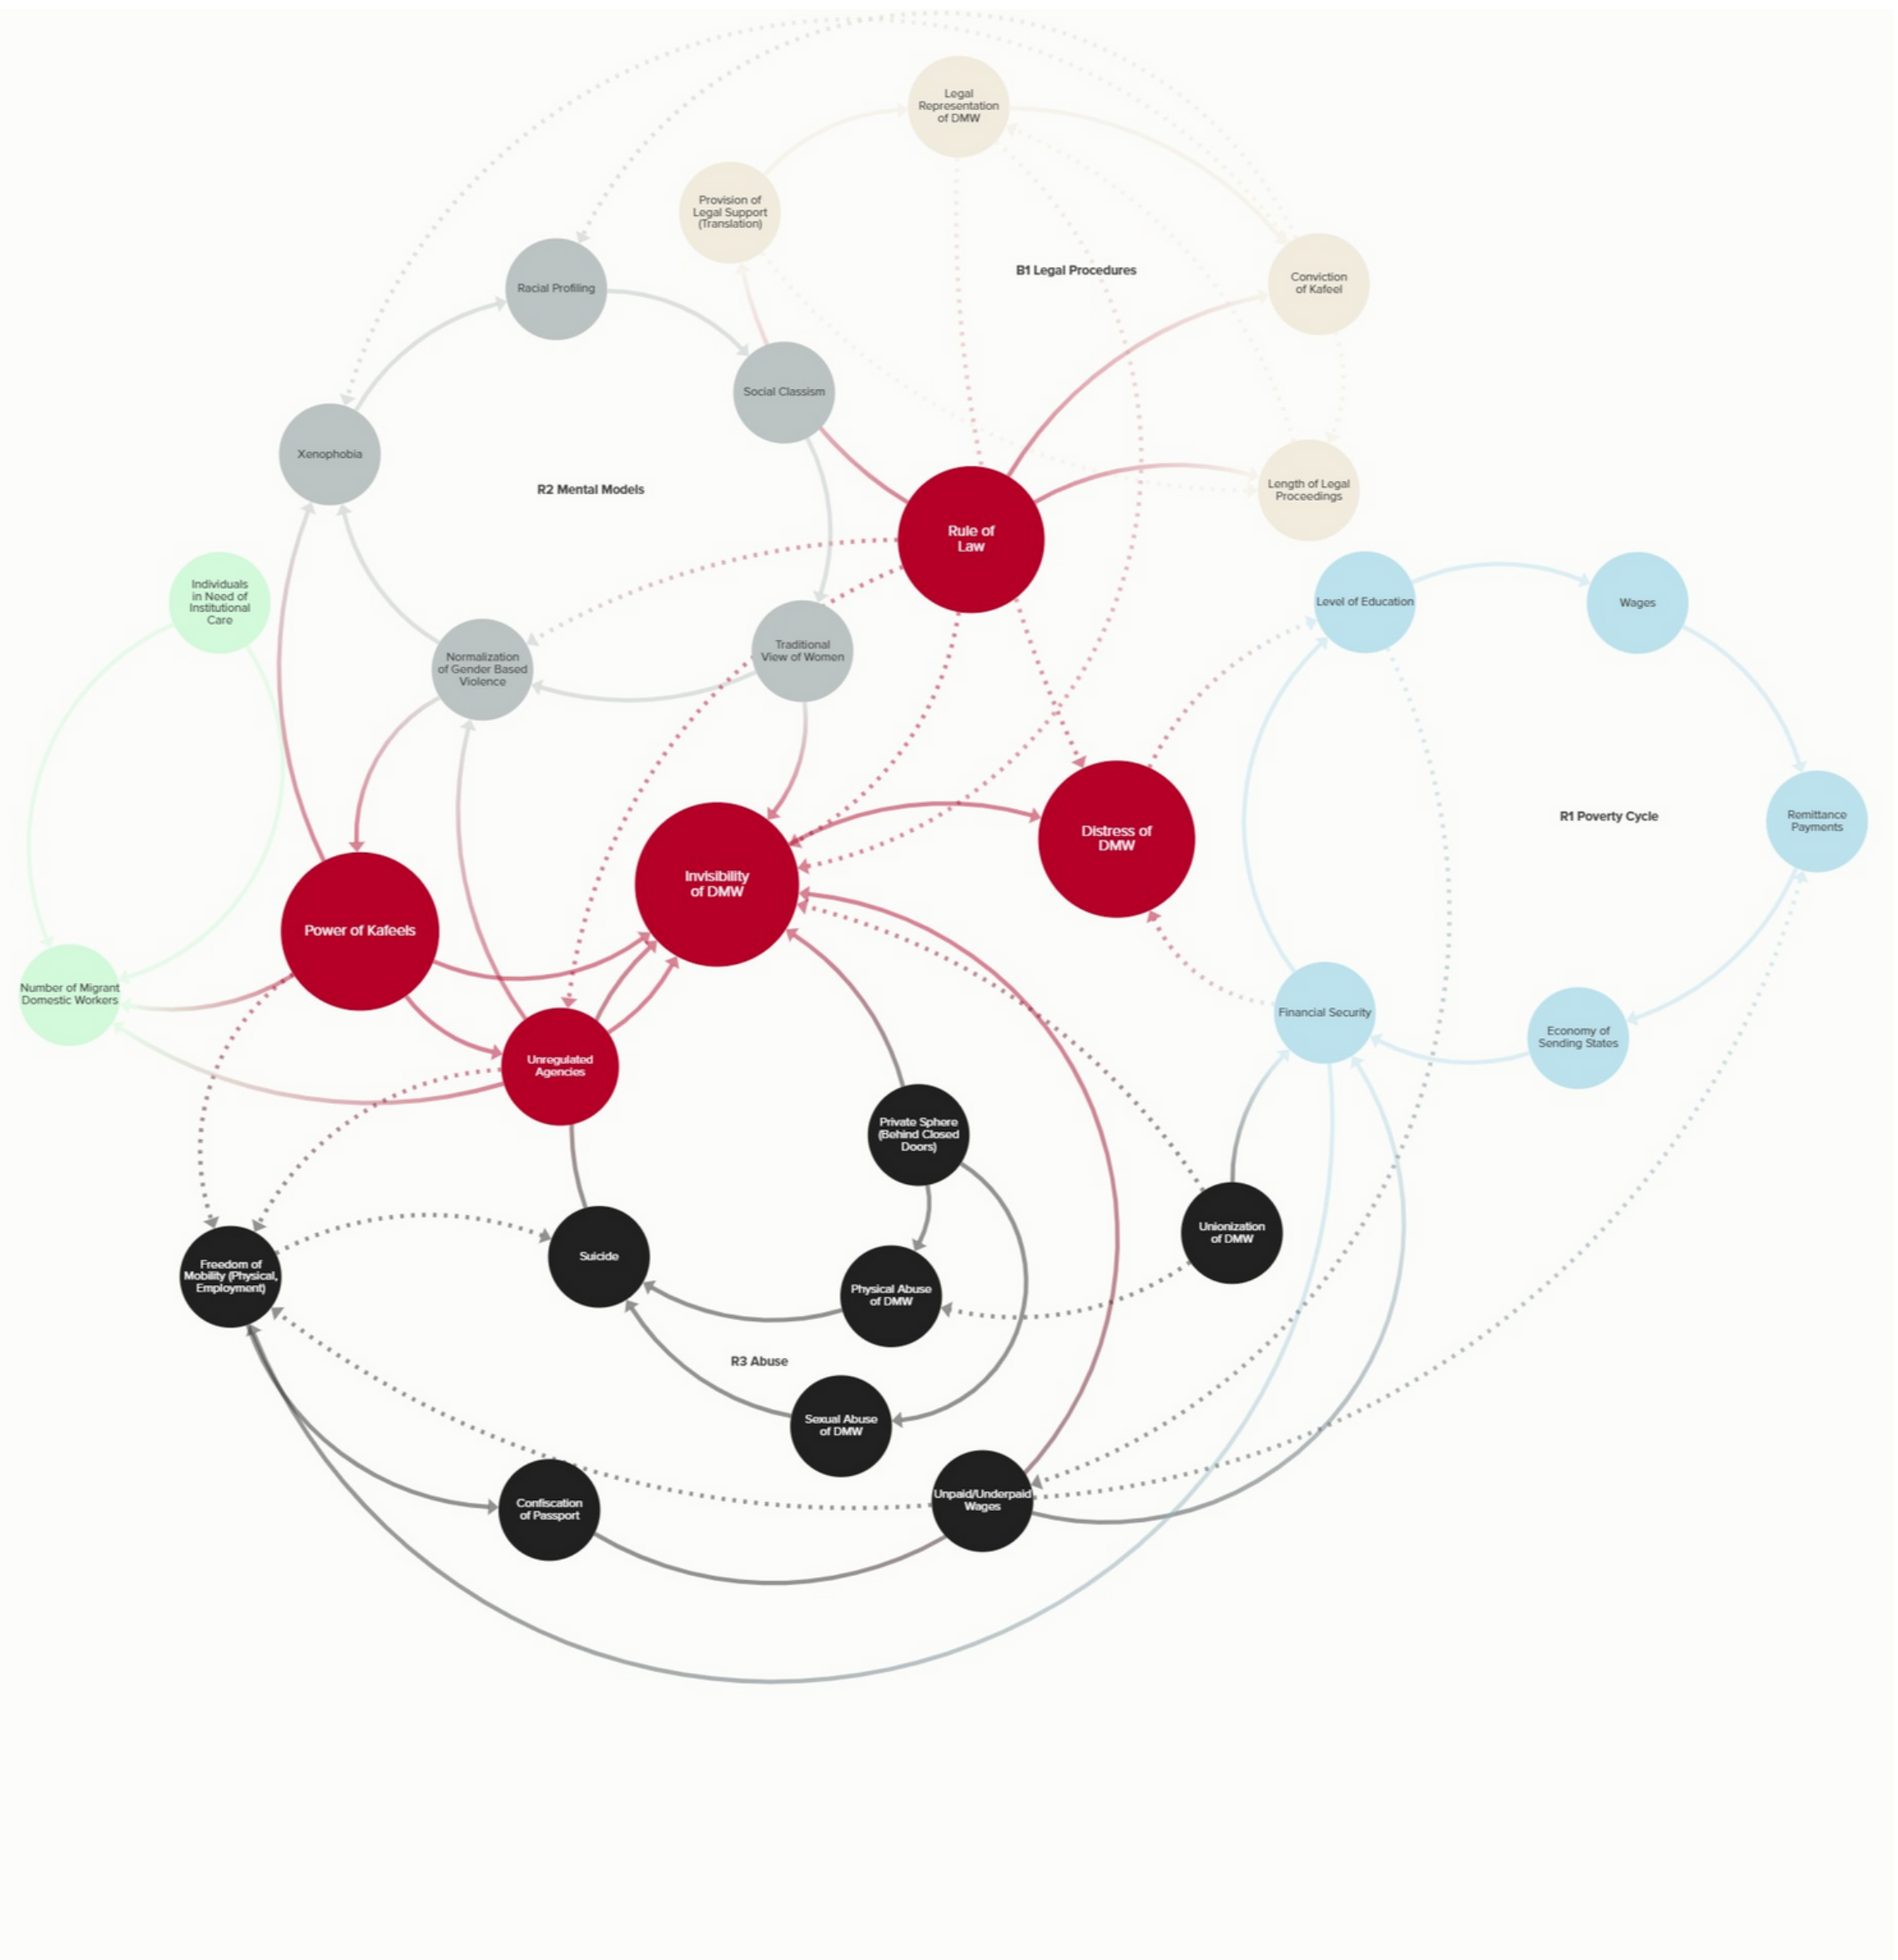 Legal
Representation
of DMW
Provision of
Legal Support
(Translation)
B1 Legal Procedures
Conviction
of Kafeel
Racial Profiling
Social Classism
Xenophobia
R2 Mental Models
Length of Legal
Proceedings
Rule of
Law
Individuals
in Need of
Institutional
Care
Level of Education
Wages
Normalization
of Gender Based
Violence
Traditional
View of Women
R1 Poverty Cycle
Remittance
Payments
Distress of
DMW
Invisibility
of DMW
Power of Kafeels
Number of Migrant
Domestic Workers
Financial Security
Economy of
Sending States
Unregulated
Agencies
Private Sphere
(Behind Closed
Doors)
Unionization
of DMW
Freedom of
Mobility (Physical,
Employment)
Suicide
Physical Abuse
of DMW
R3 Abuse
Sexual Abuse
of DMW
Confiscation
of Passport
Unpaid/Underpaid
Wages